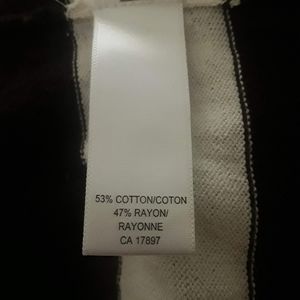 53% COTTON/COTON
47% RAYON/
RAYONNE
CA 17897